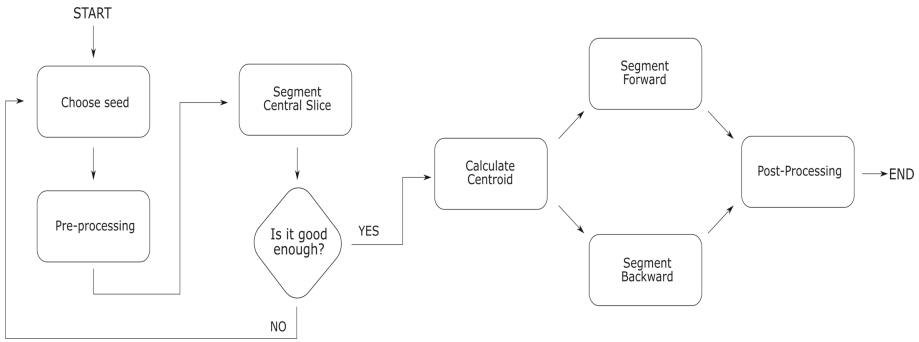 START
Choose seed
Pre-processing
Segment
Central Slice
Is it good
enough?
YES
NO
Calculate
Centroid
Segment
Forward
Segment
Backward
Post-Processing
END